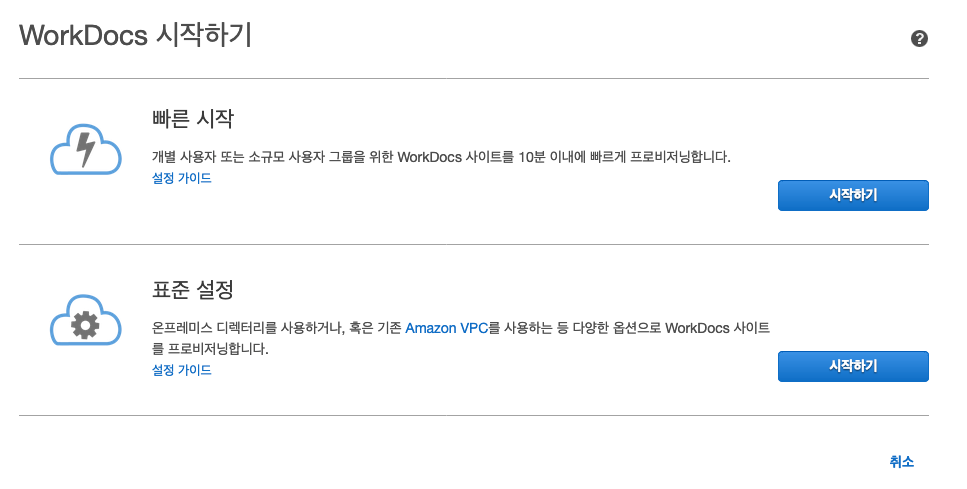 WorkDocs 시작하기
?
빠른 시작
개별 사용자 또는 소규모 사용자 그룹을 위한 WorkDocs 사이트를 10분 이내에 빠르게 프로비저닝합니다.
설정 가이드
시작하기
표준 설정
온프레미스 디렉터리를 사용하거나, 혹은 기존 Amazon VPC를 사용하는 등 다양한 옵션으로 WorkDocs 사이트
를 프로비저닝합니다.
설정 가이드
시작하기
취소